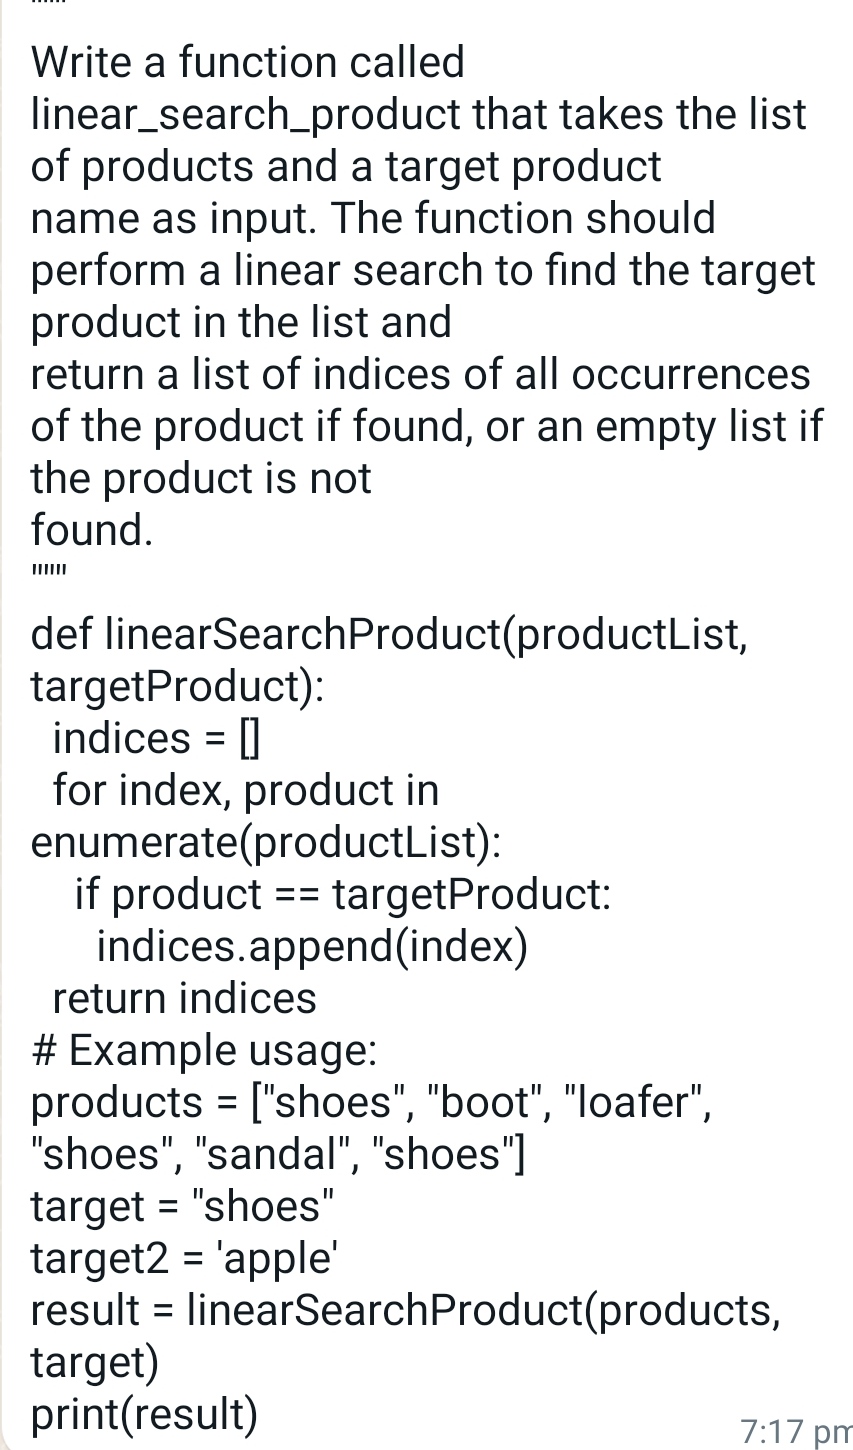 """
Write a function called
linear_search_product that takes the list
of products and a target product
name as input. The function should
perform a linear search to find the target
product in the list and
return a list of indices of all occurrences
of the product if found, or an empty list if
the product is not
found.
"""
def linearSearchProduct(productList,
targetProduct):
  indices = []
  for index, product in
enumerate(productList):
    if product == targetProduct:
      indices.append(index)
  return indices
# Example usage:
products = ["shoes", "boot", "loafer",
"shoes", "sandal", "shoes"]
target = "shoes"
target2 = 'apple'
result = linearSearchProduct(products,
target)
print(result)
7:17 pm